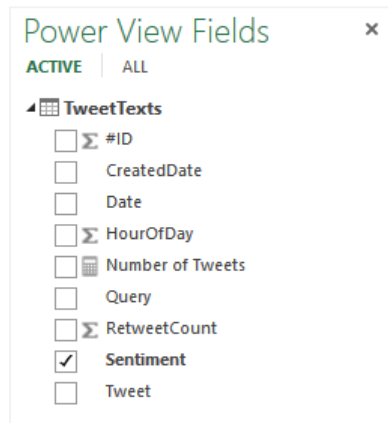 Power View Fields
ACTIVE ALL
TweetTexts
Σ #ID
CreatedDate
Date
Σ HourOfDay
Number of Tweets
Query
Σ RetweetCount
Sentiment
Tweet